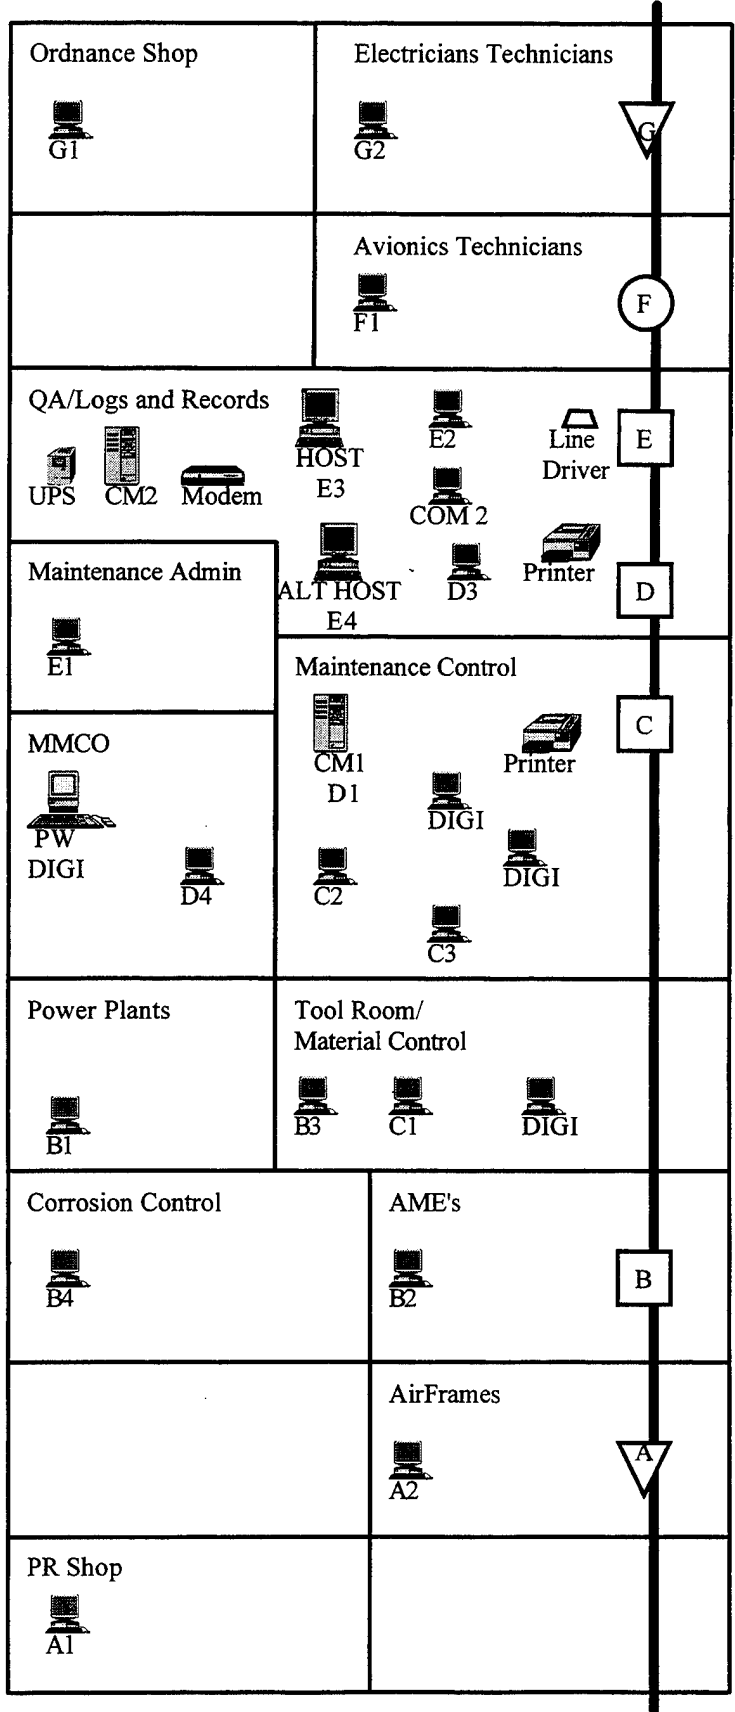 Ordnance Shop
Electricians Technicians
G1
G2
G
Avionics Technicians
F1
F
QA/Logs and Records
HOST
E3
E2
Line
Driver
E
UPS
CM2
Modem
COM 2
ALT HOST
E4
D3
Printer
D
Maintenance Admin
E1
Maintenance Control
CM1
D1
Printer
C
DIGI
DIGI
C2
C3
MMCO
PW
DIGI
D4
Power Plants
B1
Tool Room/
Material Control
B3
C1
DIGI
Corrosion Control
B4
AME's
B2
B
AirFrames
A2
A
PR Shop
A1